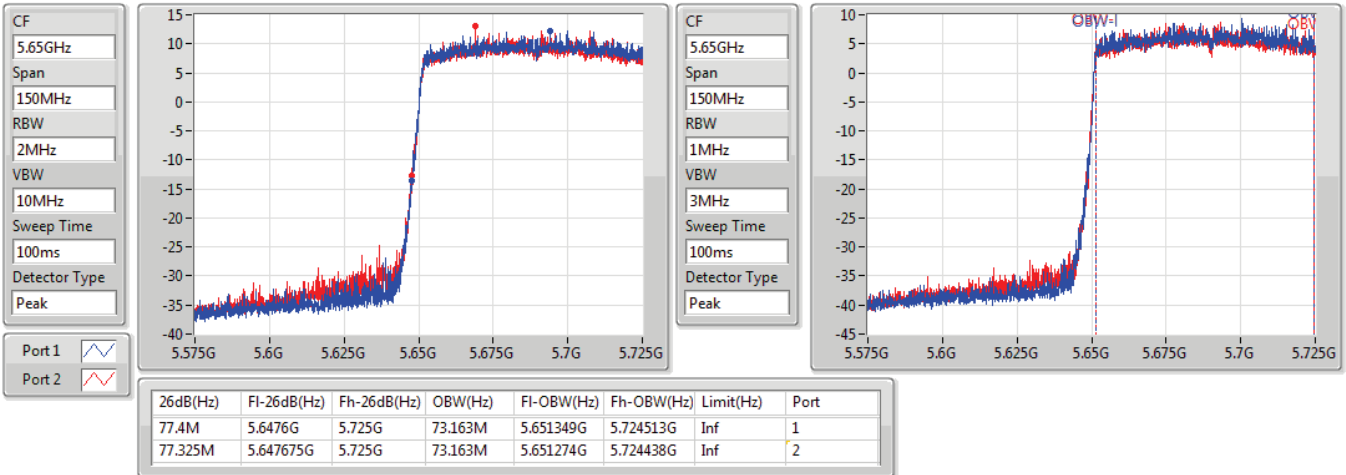 CF
5.65GHz
Span
150MHz
RBW
2MHz
VBW
10MHz
Sweep Time
100ms
Detector Type
Peak
15
10
5
0
-5
-10
-15
-20
-25
-30
-35
-40
5.575G 5.6G 5.625G 5.65G 5.675G 5.7G 5.725G
CF
5.65GHz
Span
150MHz
RBW
1MHz
VBW
3MHz
Sweep Time
100ms
Detector Type
Peak
OBW-l
OBV
10
5
0
-5
-10
-15
-20
-25
-30
-35
-40
-45
5.575G 5.6G 5.625G 5.65G 5.675G 5.7G 5.725G
Port 1
Port 2
26dB(Hz) Fl-26dB(Hz) Fh-26dB(Hz) OBW(Hz) Fl-OBW(Hz) Fh-OBW(Hz) Limit(Hz) Port
77.4M 5.6476G 5.725G 73.163M 5.651349G 5.724513G Inf 1
77.325M 5.647675G 5.725G 73.163M 5.651274G 5.724438G Inf 2